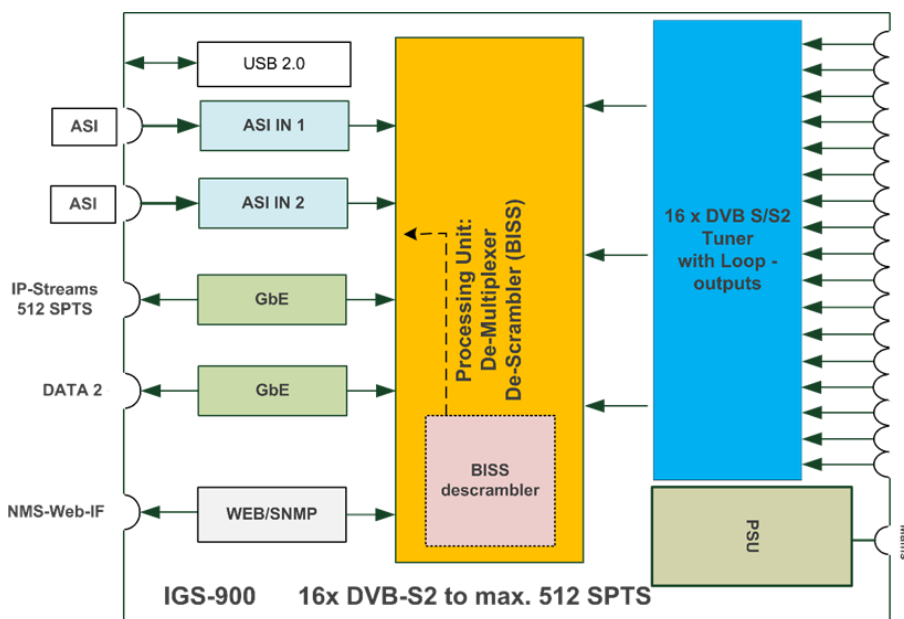 USB 2.0
ASI
ASI IN 1
ASI
ASI IN 2
IP-Streams
512 SPTS
GbE
DATA 2
GbE
NMS-Web-IF
WEB/SNMP
Processing Unit:
De-Multiplexer
De-Scrambler (BISS)
BISS
descrambler
16 x DVB S/S2
Tuner
with Loop -
outputs
PSU
IGS-900 16x DVB-S2 to max. 512 SPTS